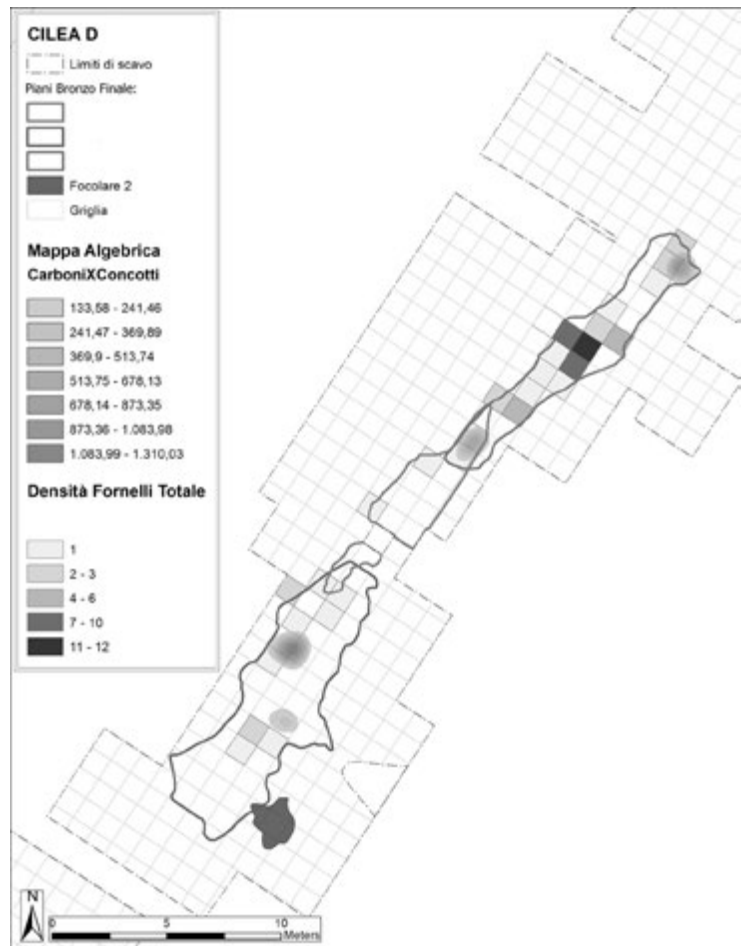 CILEA D
Limiti di scavo
Piani Bronzo Finale:
Focolare 2
Griglia
Mappa Algebrica
CarboniXConcotti
133,58 - 241,46
241,47 - 369,89
369,9 - 513,74
513,75 - 678,13
678,14 - 873,35
873,36 - 1.083,98
1.083,99 - 1.310,03
Densità Fornelli Totale
1
2 - 3
4 - 6
7 - 10
11 - 12
N
0 5 10
Meters